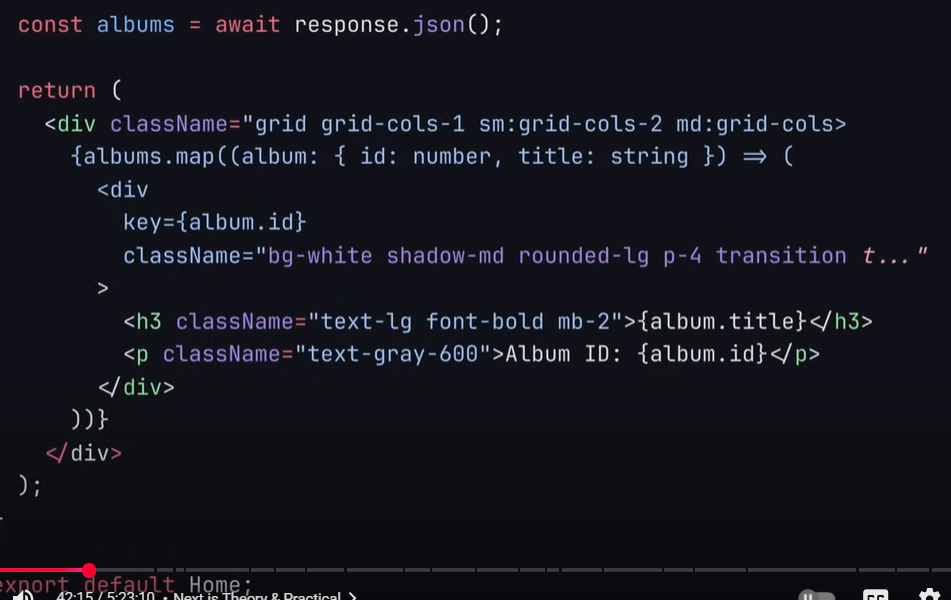 const albums = await response.json();
return (
<div className="grid grid-cols-1 sm:grid-cols-2 md:grid-cols>
{albums.map((album: { id: number, title: string }) => (
<div
key={album.id}
className="bg-white shadow-md rounded-lg p-4 transition t..."
>
<h3 className="text-lg font-bold mb-2">{album.title}</h3>
<p className="text-gray-600">Album ID: {album.id}</p>
</div>
))}
</div>
);
export default Home;
42:15 / 5:23:10 • Next.js Theory & Practical >
CC